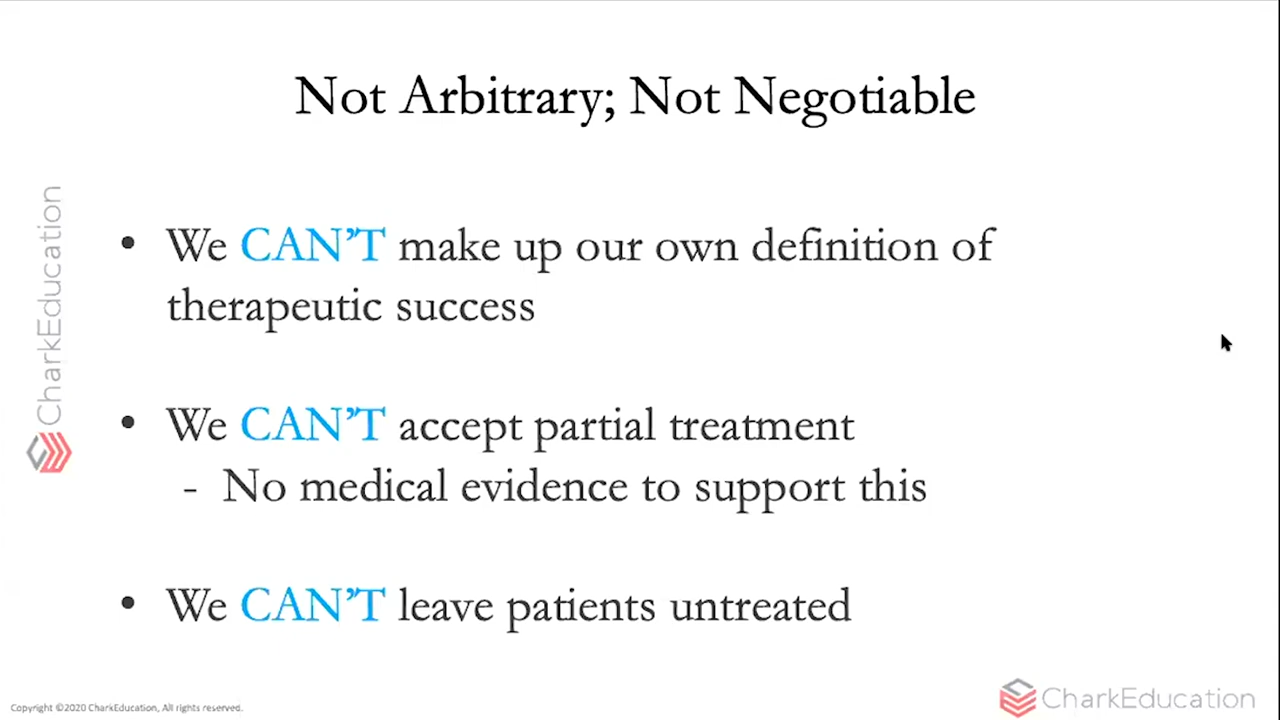 Not Arbitrary; Not Negotiable
CharkEducation
• We CAN’T make up our own definition of
therapeutic success
• We CAN’T accept partial treatment
- No medical evidence to support this
• We CAN’T leave patients untreated
Copyright ©2020 CharkEducation, All rights reserved.
CharkEducation